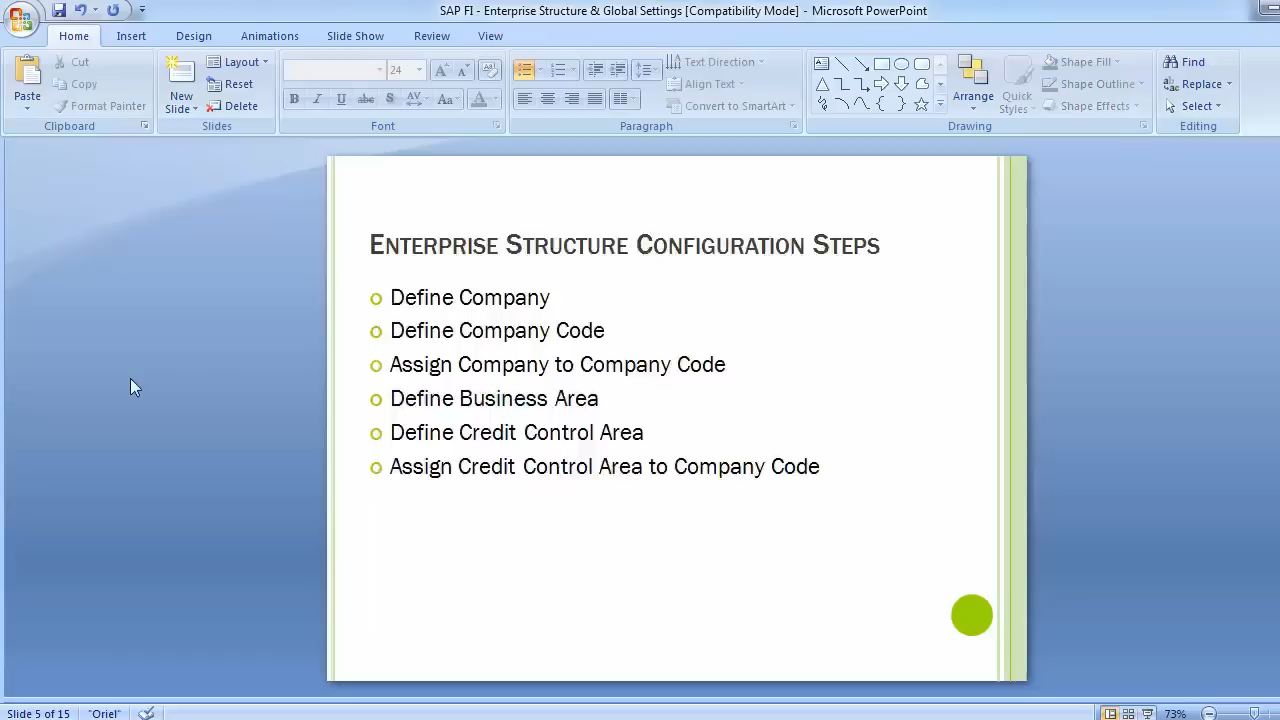 SAP FI - Enterprise Structure & Global Settings [Compatibility Mode] - Microsoft PowerPoint
Home Insert Design Animations Slide Show Review View
Paste
Cut
Copy
Format Painter
Clipboard
New Slide
Layout
Reset
Delete
Slides
24
Font
Text Direction
Align Text
Convert to SmartArt
Paragraph
Arrange
Quick Styles
Shape Fill
Shape Outline
Shape Effects
Drawing
Find
Replace
Select
Editing
ENTERPRISE STRUCTURE CONFIGURATION STEPS
Define Company
Define Company Code
Assign Company to Company Code
Define Business Area
Define Credit Control Area
Assign Credit Control Area to Company Code
Slide 5 of 15 "Oriel" 73%